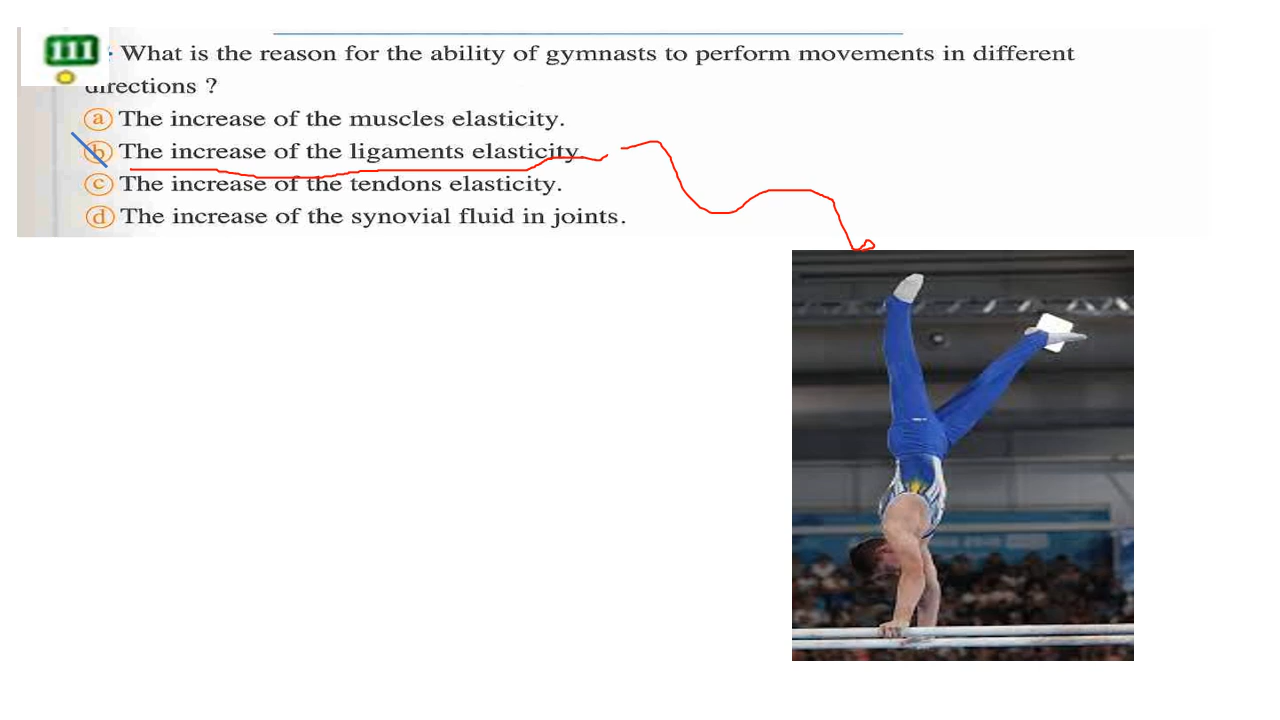 111
What is the reason for the ability of gymnasts to perform movements in different
directions ?
a The increase of the muscles elasticity.
b The increase of the ligaments elasticity.
c The increase of the tendons elasticity.
d The increase of the synovial fluid in joints.